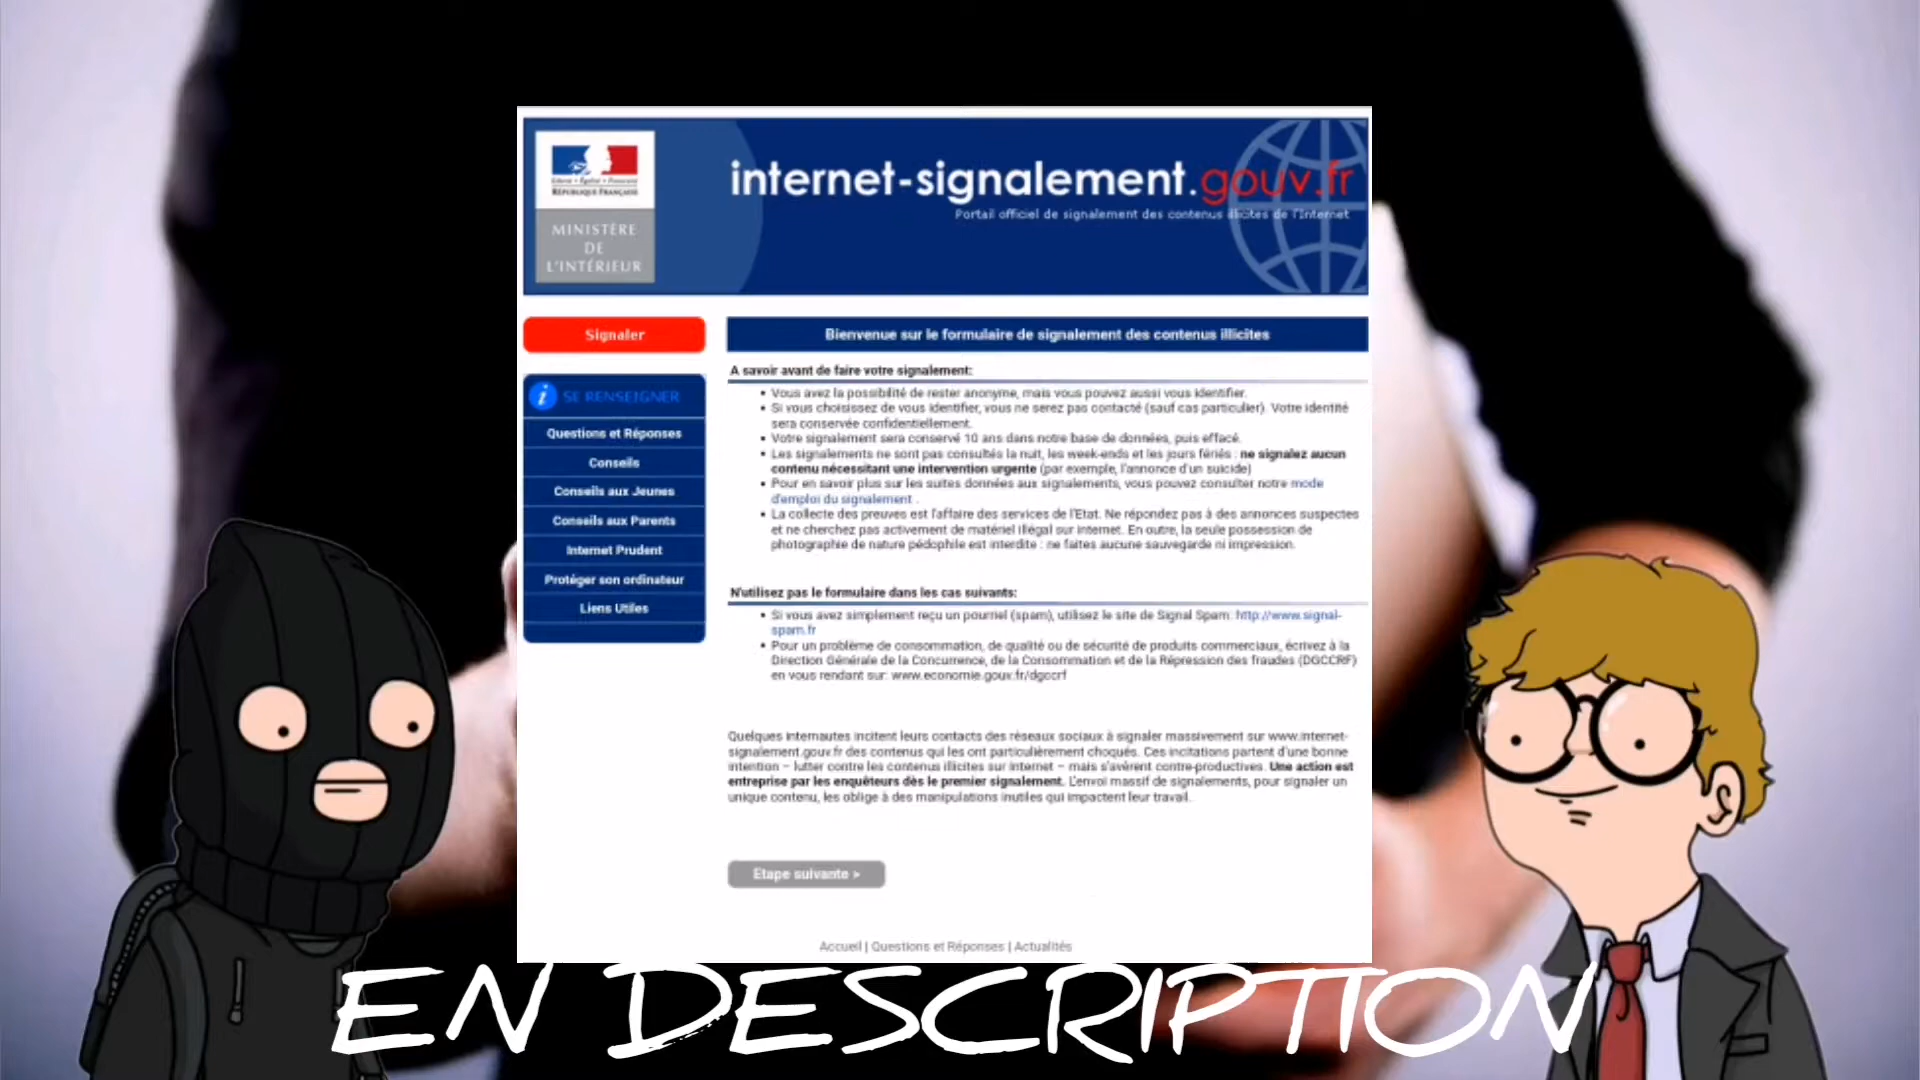 Liberté • Égalité • Fraternité
RÉPUBLIQUE FRANÇAISE
MINISTÈRE
DE
L'INTÉRIEUR
internet-signalement.gouv.fr
Portail officiel de signalement des contenus illicites de l'Internet
Signaler
i SE RENSEIGNER
Questions et Réponses
Conseils
Conseils aux Jeunes
Conseils aux Parents
Internet Prudent
Protéger son ordinateur
Liens Utiles
Bienvenue sur le formulaire de signalement des contenus illicites
A savoir avant de faire votre signalement:
• Vous avez la possibilité de rester anonyme, mais vous pouvez aussi vous identifier.
• Si vous choisissez de vous identifier, vous ne serez pas contacté (sauf cas particulier). Votre identité
sera conservée confidentiellement.
• Votre signalement sera conservé 10 ans dans notre base de données, puis effacé.
• Les signalements ne sont pas consultés la nuit, les week-ends et les jours fériés : ne signalez aucun
contenu nécessitant une intervention urgente (par exemple, l'annonce d'un suicide)
• Pour en savoir plus sur les suites données aux signalements, vous pouvez consulter notre mode
d'emploi du signalement .
• La collecte des preuves est l'affaire des services de l'Etat. Ne répondez pas à des annonces suspectes
et ne cherchez pas activement de matériel illégal sur Internet. En outre, la seule possession de
photographie de nature pédophile est interdite : ne faites aucune sauvegarde ni impression.
N'utilisez pas le formulaire dans les cas suivants:
• Si vous avez simplement reçu un pourriel (spam), utilisez le site de Signal Spam: http://www.signal-
spam.fr
• Pour un problème de consommation, de qualité ou de sécurité de produits commerciaux, écrivez à la
Direction Générale de la Concurrence, de la Consommation et de la Répression des fraudes (DGCCRF)
en vous rendant sur: www.economie.gouv.fr/dgccrf
Quelques internautes incitent leurs contacts des réseaux sociaux à signaler massivement sur www.internet-
signalement.gouv.fr des contenus qui les ont particulièrement choqués. Ces incitations partent d'une bonne
intention – lutter contre les contenus illicites sur Internet – mais s'avèrent contre-productives. Une action est
entreprise par les enquêteurs dès le premier signalement. L'envoi massif de signalements, pour signaler un
unique contenu, les oblige à des manipulations inutiles qui impactent leur travail.
Etape suivante >
Accueil | Questions et Réponses | Actualités
EN DESCRIPTION